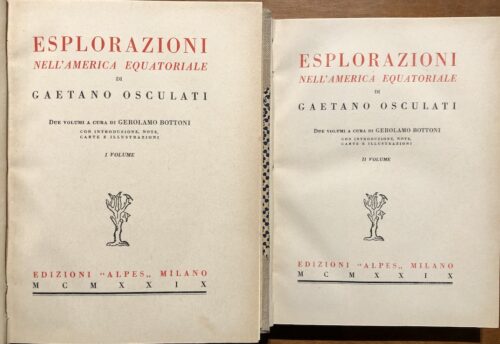 ESPLORAZIONI
NELL'AMERICA EQUATORIALE
DI
GAETANO OSCULATI
DUE VOLUMI A CURA DI GEROLAMO BOTTONI
CON INTRODUZIONE, NOTE,
CARTE E ILLUSTRAZIONI
I VOLUME
EDIZIONI "ALPES„ MILANO
MCMXXIX
ESPLORAZIONI
NELL'AMERICA EQUATORIALE
DI
GAETANO OSCULATI
DUE VOLUMI A CURA DI GEROLAMO BOTTONI
CON INTRODUZIONE, NOTE,
CARTE E ILLUSTRAZIONI
II VOLUME
EDIZIONI "ALPES„ MILANO
MCMXXIX